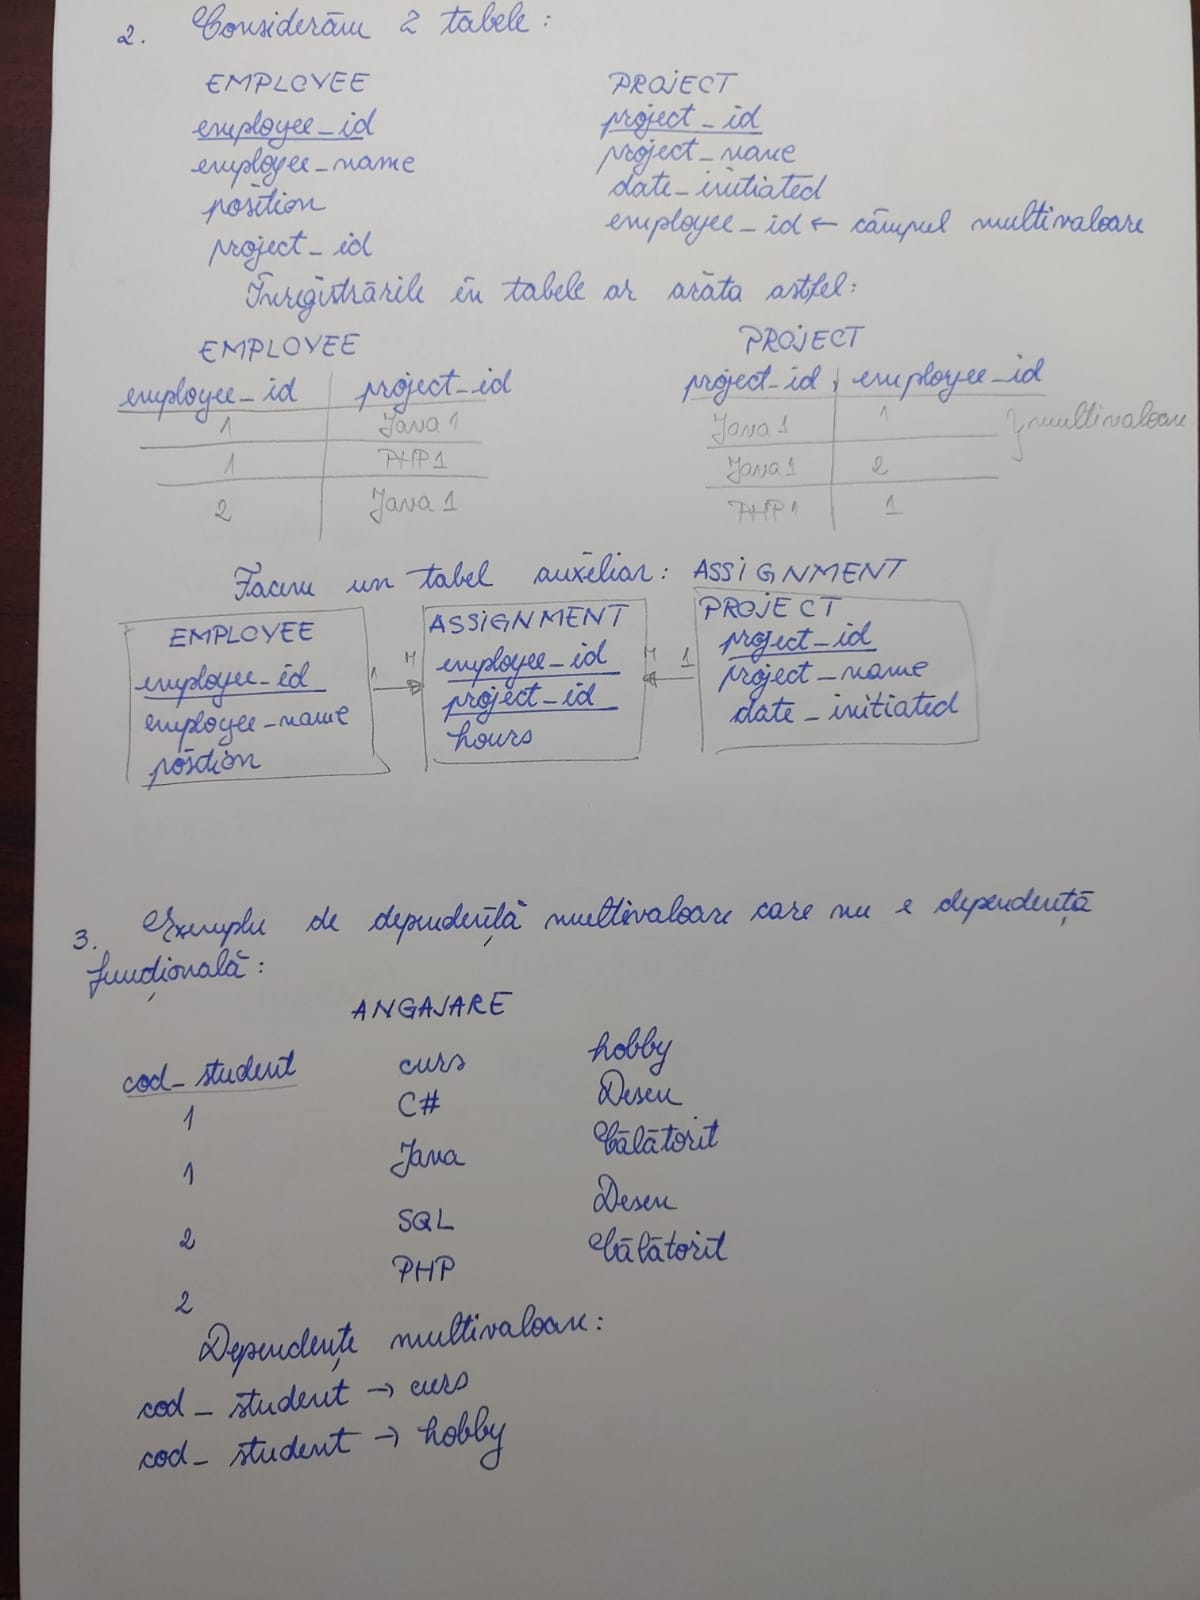 2. Considerăm 2 tabele:
EMPLOYEE PROJECT
employee_id project_id
employee_name project_name
position date_initiated
project_id employee_id ← câmpul multivaloare
Înregistrările în tabele ar arăta astfel:
EMPLOYEE PROJECT
employee_id project_id project_id employee_id
1 Java 1 Java 1 1 } multivaloare
1 PHP1 Java 1 2
2 Java 1 PHP 1 1
Facem un tabel auxiliar: ASSIGNMENT
EMPLOYEE
employee_id
employee_name
position
1 M
ASSIGNMENT
employee_id
project_id
hours
M 1
PROJECT
project_id
project_name
date_initiated
3. Exemplu de dependență multivaloare care nu e dependență
funcțională:
ANGAJARE
cod_student curs hobby
1 C# Desen
1 Java Călătorit
2 SQL Desen
2 PHP Călătorit
Dependențe multivaloare:
cod_student → curs
cod_student → hobby